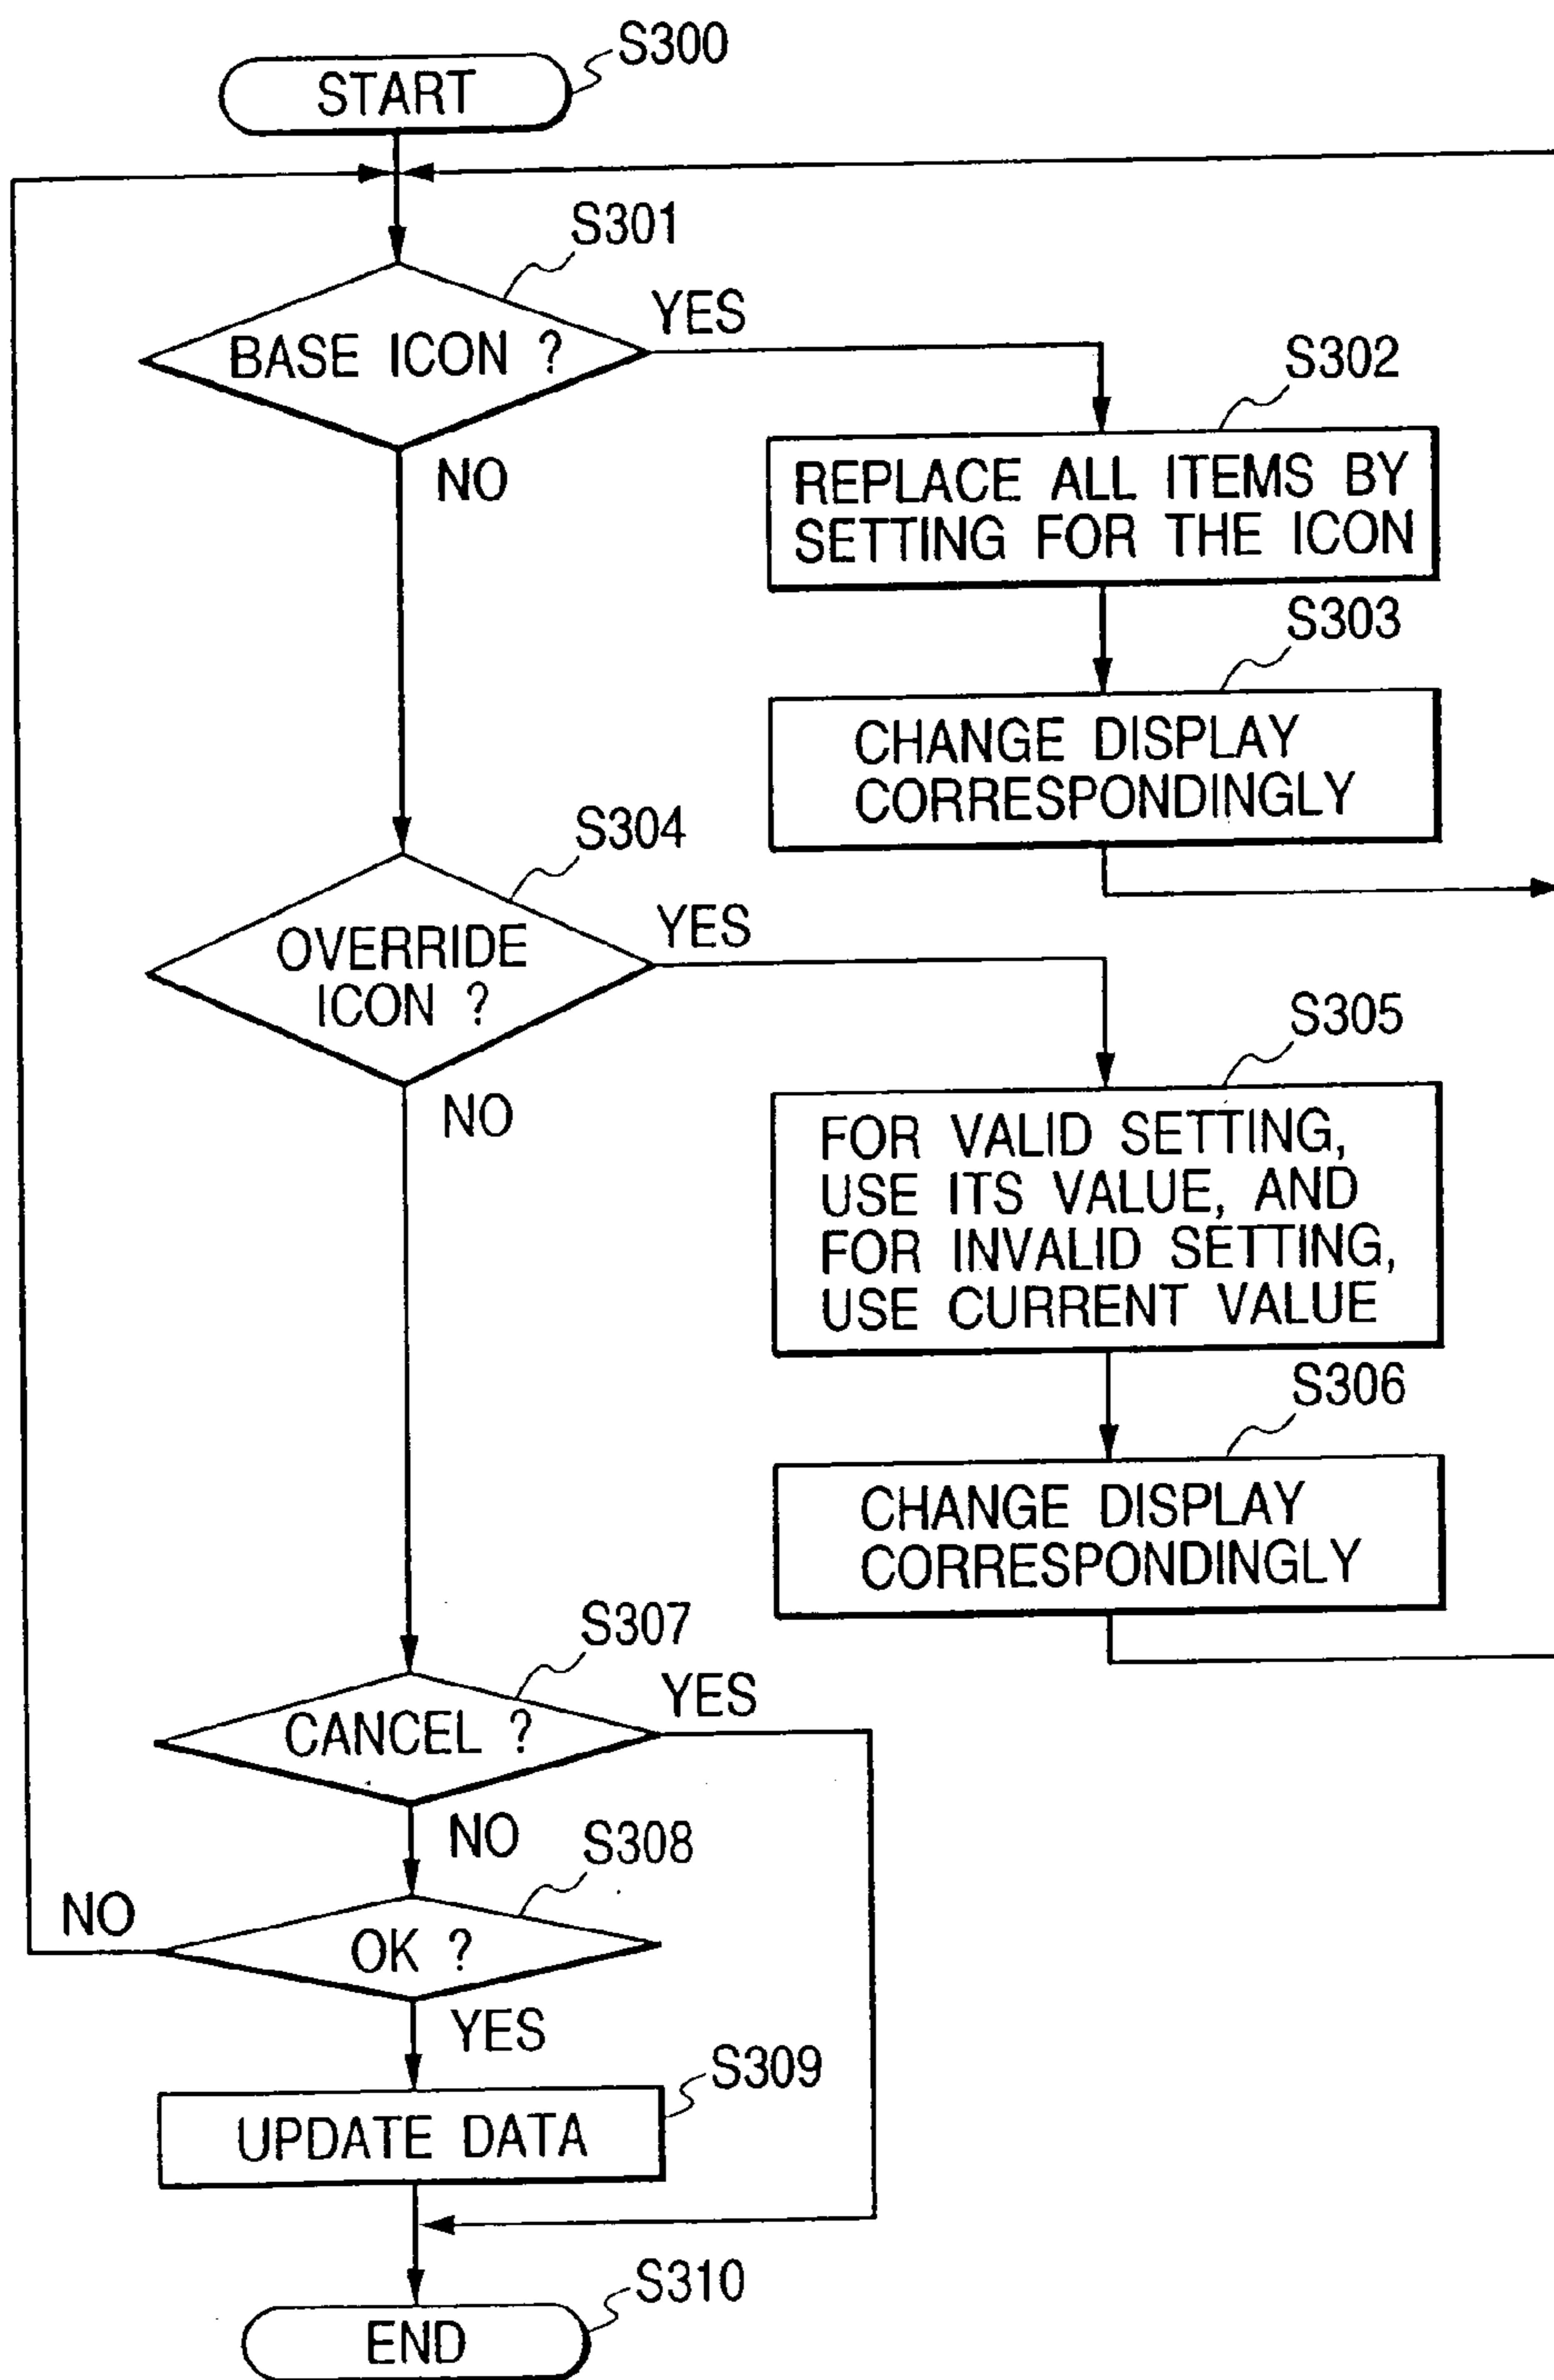 S300
START
S301
BASE ICON ?
YES
NO
S302
REPLACE ALL ITEMS BY
SETTING FOR THE ICON
S303
CHANGE DISPLAY
CORRESPONDINGLY
S304
OVERRIDE
ICON ?
YES
NO
S305
FOR VALID SETTING,
USE ITS VALUE, AND
FOR INVALID SETTING,
USE CURRENT VALUE
S306
CHANGE DISPLAY
CORRESPONDINGLY
S307
CANCEL ?
YES
NO
S308
OK ?
NO
YES
S309
UPDATE DATA
S310
END